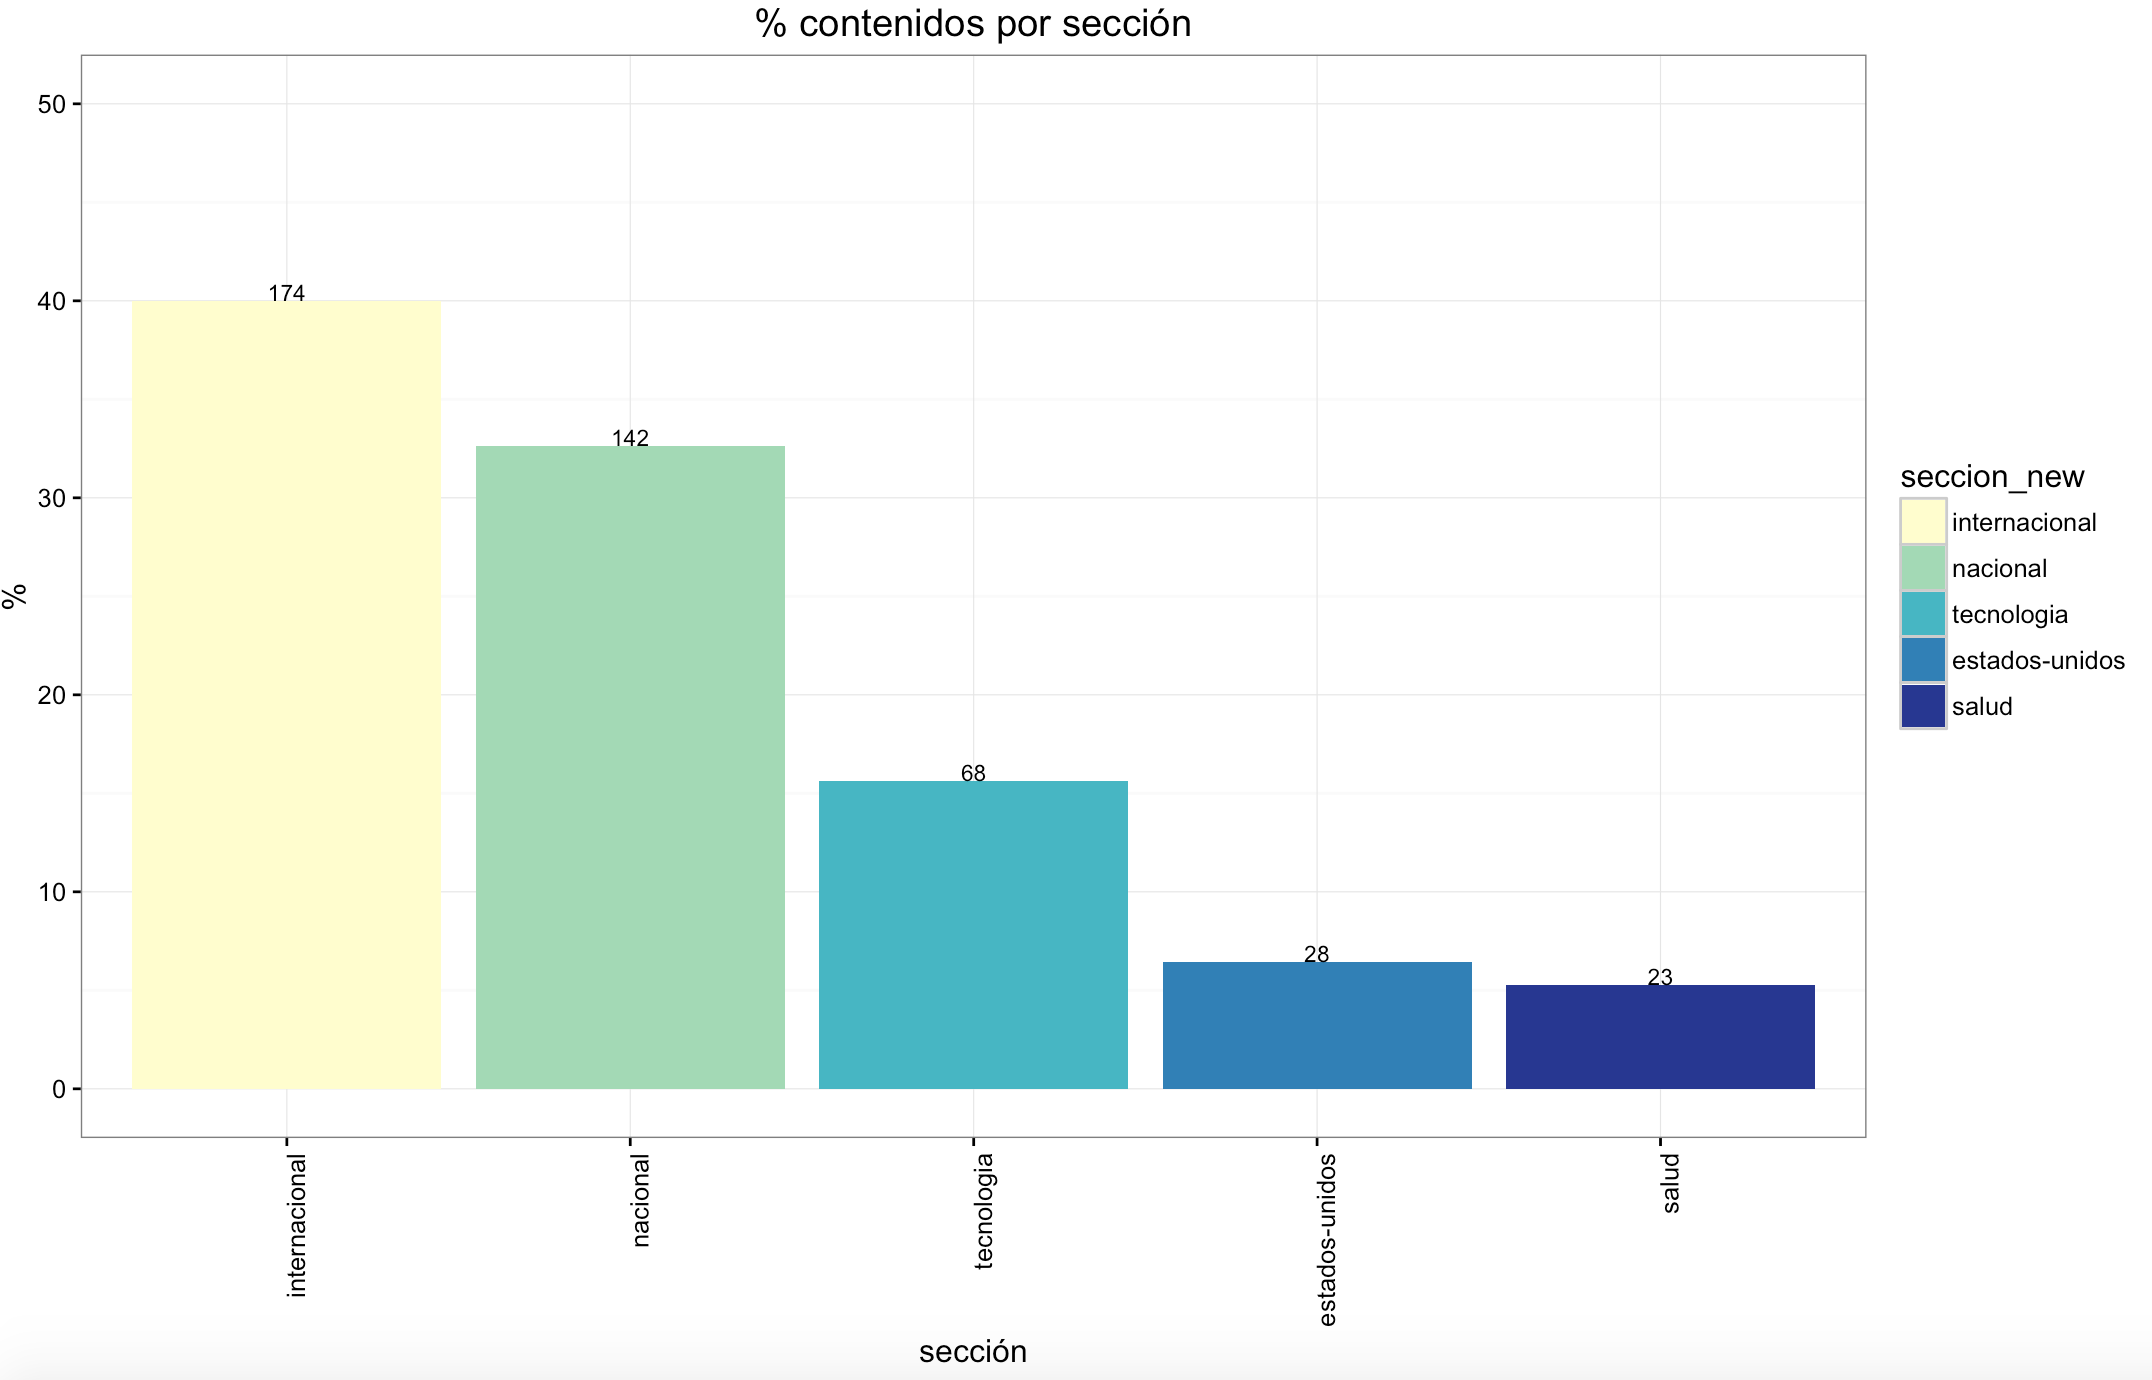 % contenidos por sección
50
40
30
20
10
0
%
174
142
68
28
23
internacional
nacional
tecnologia
estados-unidos
salud
sección
seccion_new
internacional
nacional
tecnologia
estados-unidos
salud